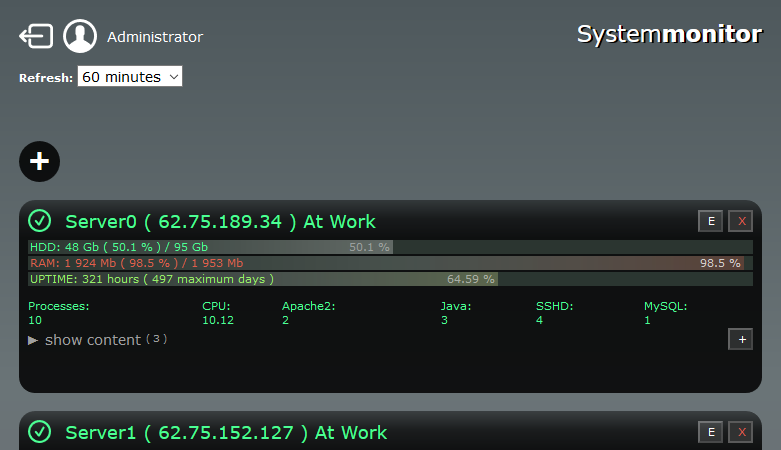 Administrator
Systemmonitor
Refresh: 60 minutes
+
Server0 ( 62.75.189.34 ) At Work E X
HDD: 48 Gb ( 50.1 % ) / 95 Gb 50.1 %
RAM: 1 924 Mb ( 98.5 % ) / 1 953 Mb 98.5 %
UPTIME: 321 hours ( 497 maximum days ) 64.59 %
Processes: CPU: Apache2: Java: SSHD: MySQL:
10 10.12 2 3 4 1
▶ show content ( 3 ) +
Server1 ( 62.75.152.127 ) At Work E X